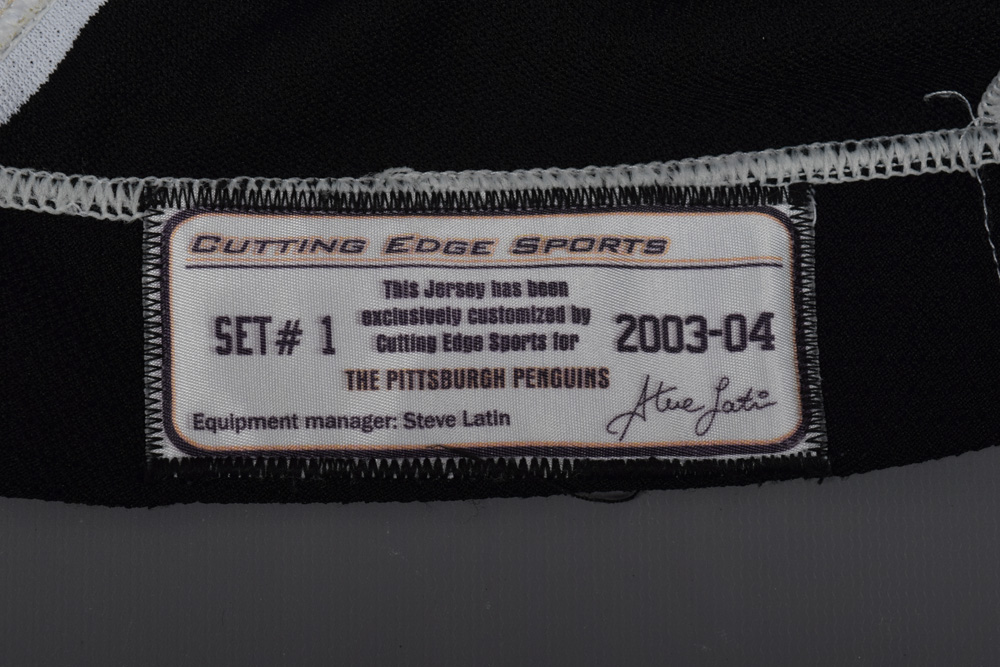 CUTTING EDGE SPORTS
This Jersey has been
exclusively customized by
Cutting Edge Sports for
SET# 1
2003-04
THE PITTSBURGH PENGUINS
Equipment manager: Steve Latin
Steve Latin